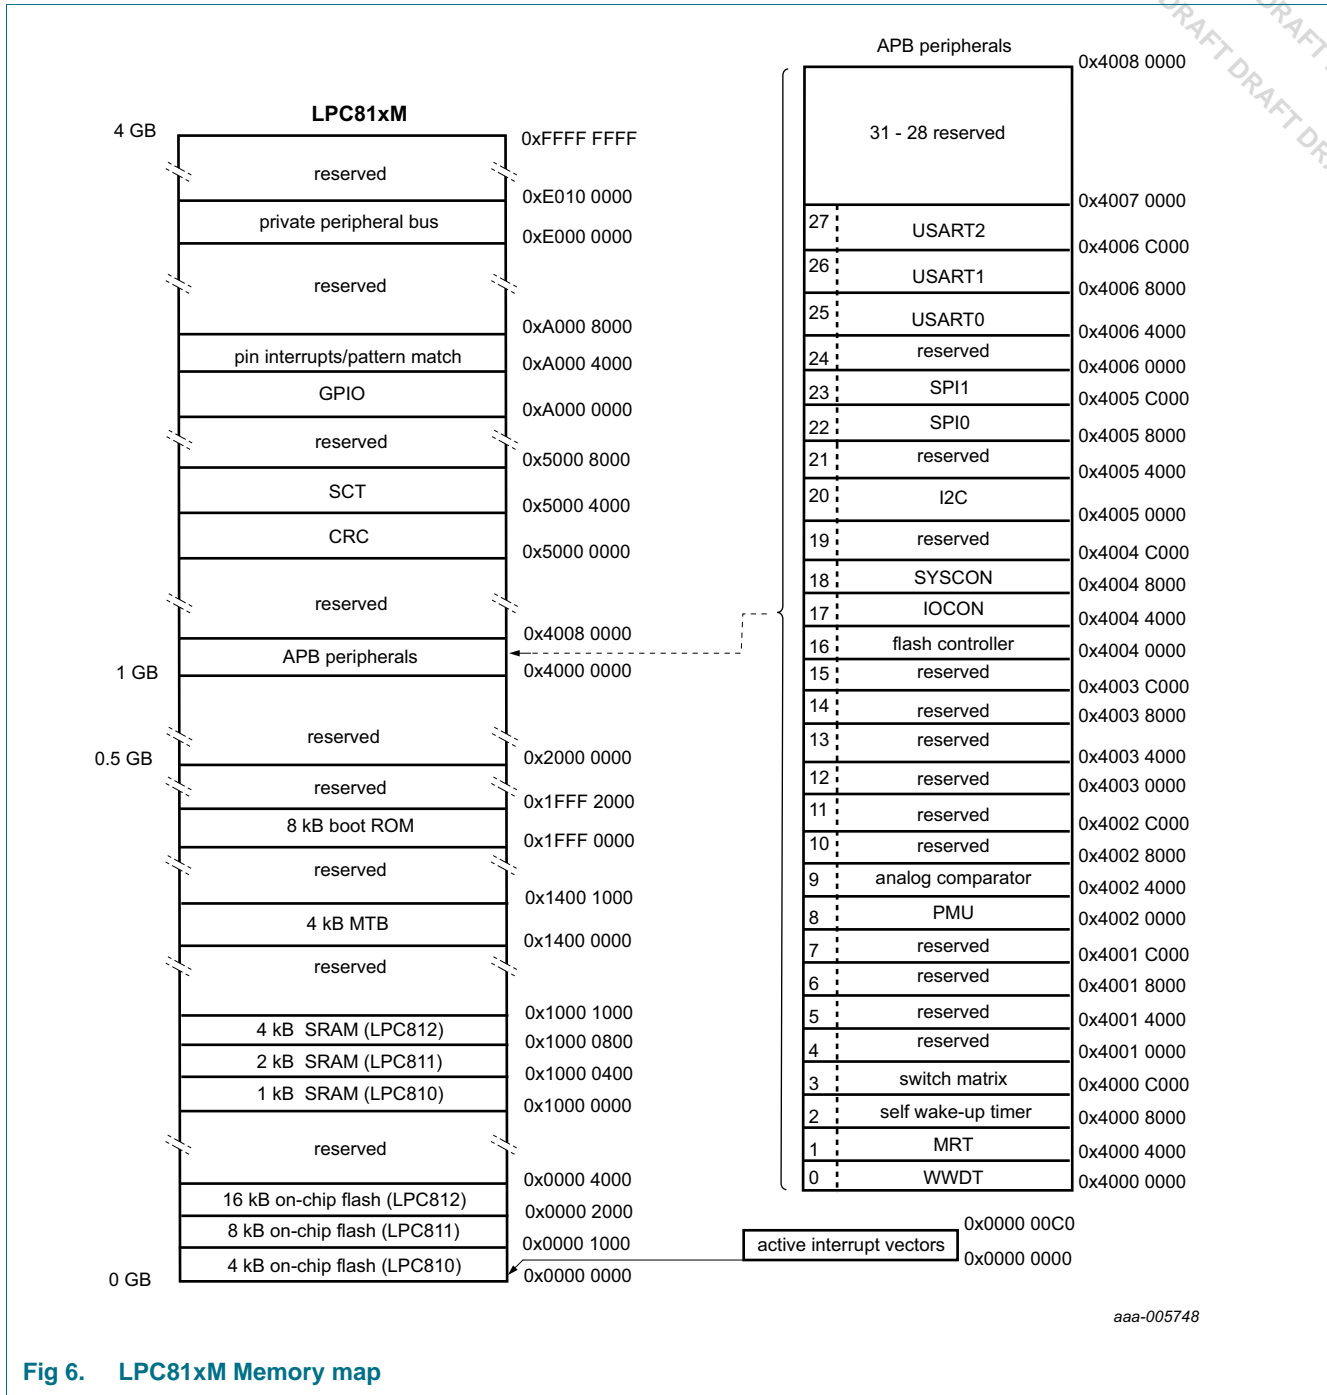 DRAFT DRAFT DRAFT
DRAFT
APB peripherals
0x4008 0000
31 - 28 reserved
0x4007 0000
27 USART2
0x4006 C000
26 USART1
0x4006 8000
25 USART0
0x4006 4000
24 reserved
0x4006 0000
23 SPI1
0x4005 C000
22 SPI0
0x4005 8000
21 reserved
0x4005 4000
20 I2C
0x4005 0000
19 reserved
0x4004 C000
18 SYSCON
0x4004 8000
17 IOCON
0x4004 4000
16 flash controller
0x4004 0000
15 reserved
0x4003 C000
14 reserved
0x4003 8000
13 reserved
0x4003 4000
12 reserved
0x4003 0000
11 reserved
0x4002 C000
10 reserved
0x4002 8000
9 analog comparator
0x4002 4000
8 PMU
0x4002 0000
7 reserved
0x4001 C000
6 reserved
0x4001 8000
5 reserved
0x4001 4000
4 reserved
0x4001 0000
3 switch matrix
0x4000 C000
2 self wake-up timer
0x4000 8000
1 MRT
0x4000 4000
0 WWDT
0x4000 0000
LPC81xM
4 GB
0xFFFF FFFF
reserved
0xE010 0000
private peripheral bus
0xE000 0000
reserved
0xA000 8000
pin interrupts/pattern match
0xA000 4000
GPIO
0xA000 0000
reserved
0x5000 8000
SCT
0x5000 4000
CRC
0x5000 0000
reserved
0x4008 0000
APB peripherals
1 GB
0x4000 0000
reserved
0.5 GB
0x2000 0000
reserved
0x1FFF 2000
8 kB boot ROM
0x1FFF 0000
reserved
0x1400 1000
4 kB MTB
0x1400 0000
reserved
0x1000 1000
4 kB SRAM (LPC812)
0x1000 0800
2 kB SRAM (LPC811)
0x1000 0400
1 kB SRAM (LPC810)
0x1000 0000
reserved
0x0000 4000
16 kB on-chip flash (LPC812)
0x0000 2000
8 kB on-chip flash (LPC811)
0x0000 1000
4 kB on-chip flash (LPC810)
0 GB
0x0000 0000
0x0000 00C0
active interrupt vectors
0x0000 0000
aaa-005748
Fig 6. LPC81xM Memory map